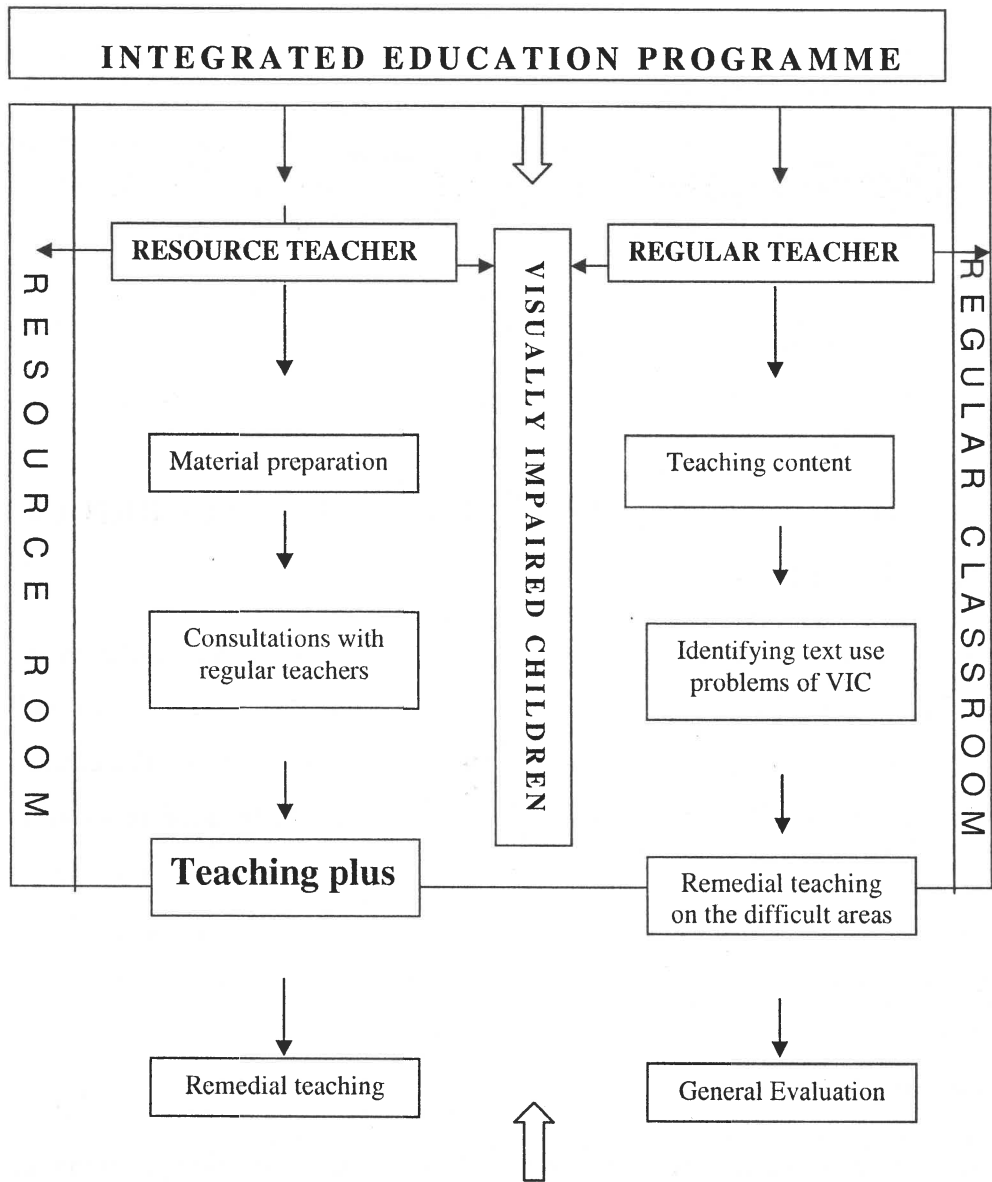 INTEGRATED EDUCATION PROGRAMME
RESOURCE TEACHER
REGULAR TEACHER
RESOURCE ROOM
VISUALLY IMPAIRED CHILDREN
REGULAR CLASSROOM
Material preparation
Teaching content
Consultations with
regular teachers
Identifying text use
problems of VIC
Teaching plus
Remedial teaching
on the difficult areas
Remedial teaching
General Evaluation